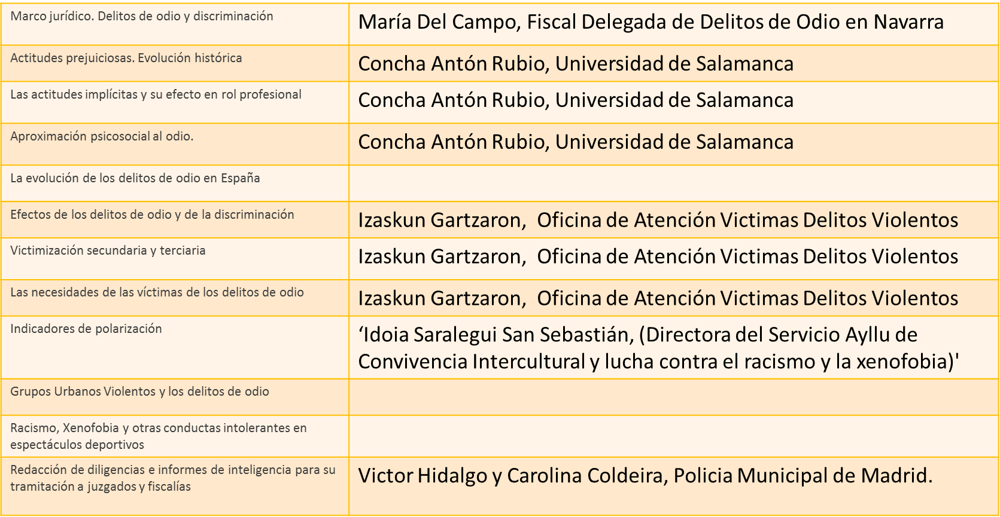 Marco jurídico. Delitos de odio y discriminación
María Del Campo, Fiscal Delegada de Delitos de Odio en Navarra
Actitudes prejuiciosas. Evolución histórica
Concha Antón Rubio, Universidad de Salamanca
Las actitudes implícitas y su efecto en rol profesional
Concha Antón Rubio, Universidad de Salamanca
Aproximación psicosocial al odio.
Concha Antón Rubio, Universidad de Salamanca
La evolución de los delitos de odio en España
Efectos de los delitos de odio y de la discriminación
Izaskun Gartzaron,  Oficina de Atención Victimas Delitos Violentos
Victimización secundaria y terciaria
Izaskun Gartzaron,  Oficina de Atención Victimas Delitos Violentos
Las necesidades de las víctimas de los delitos de odio
Izaskun Gartzaron,  Oficina de Atención Victimas Delitos Violentos
Indicadores de polarización
‘Idoia Saralegui San Sebastián, (Directora del Servicio Ayllu de
Convivencia Intercultural y lucha contra el racismo y la xenofobia)'
Grupos Urbanos Violentos y los delitos de odio
Racismo, Xenofobia y otras conductas intolerantes en
espectáculos deportivos
Redacción de diligencias e informes de inteligencia para su
tramitación a juzgados y fiscalías
Victor Hidalgo y Carolina Coldeira, Policia Municipal de Madrid.